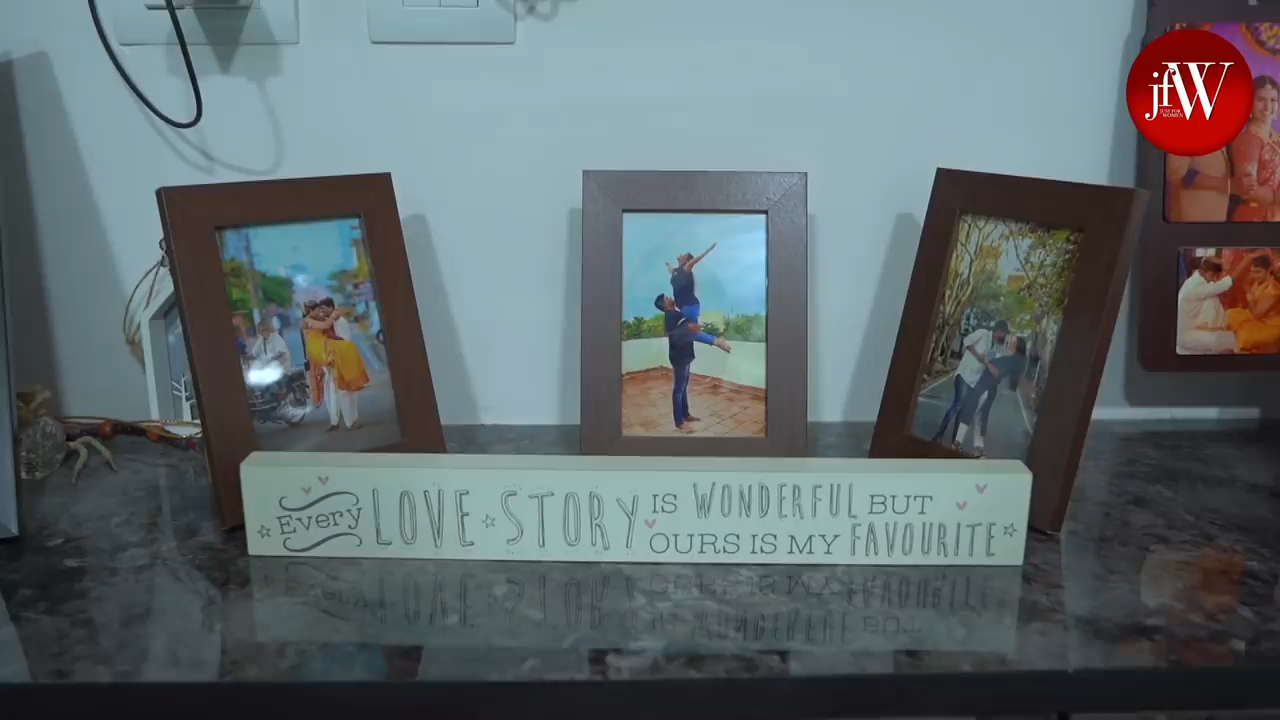 jfW
JUST FOR
WOMEN
Every LOVE STORY IS WONDERFUL BUT
OURS IS MY FAVOURITE